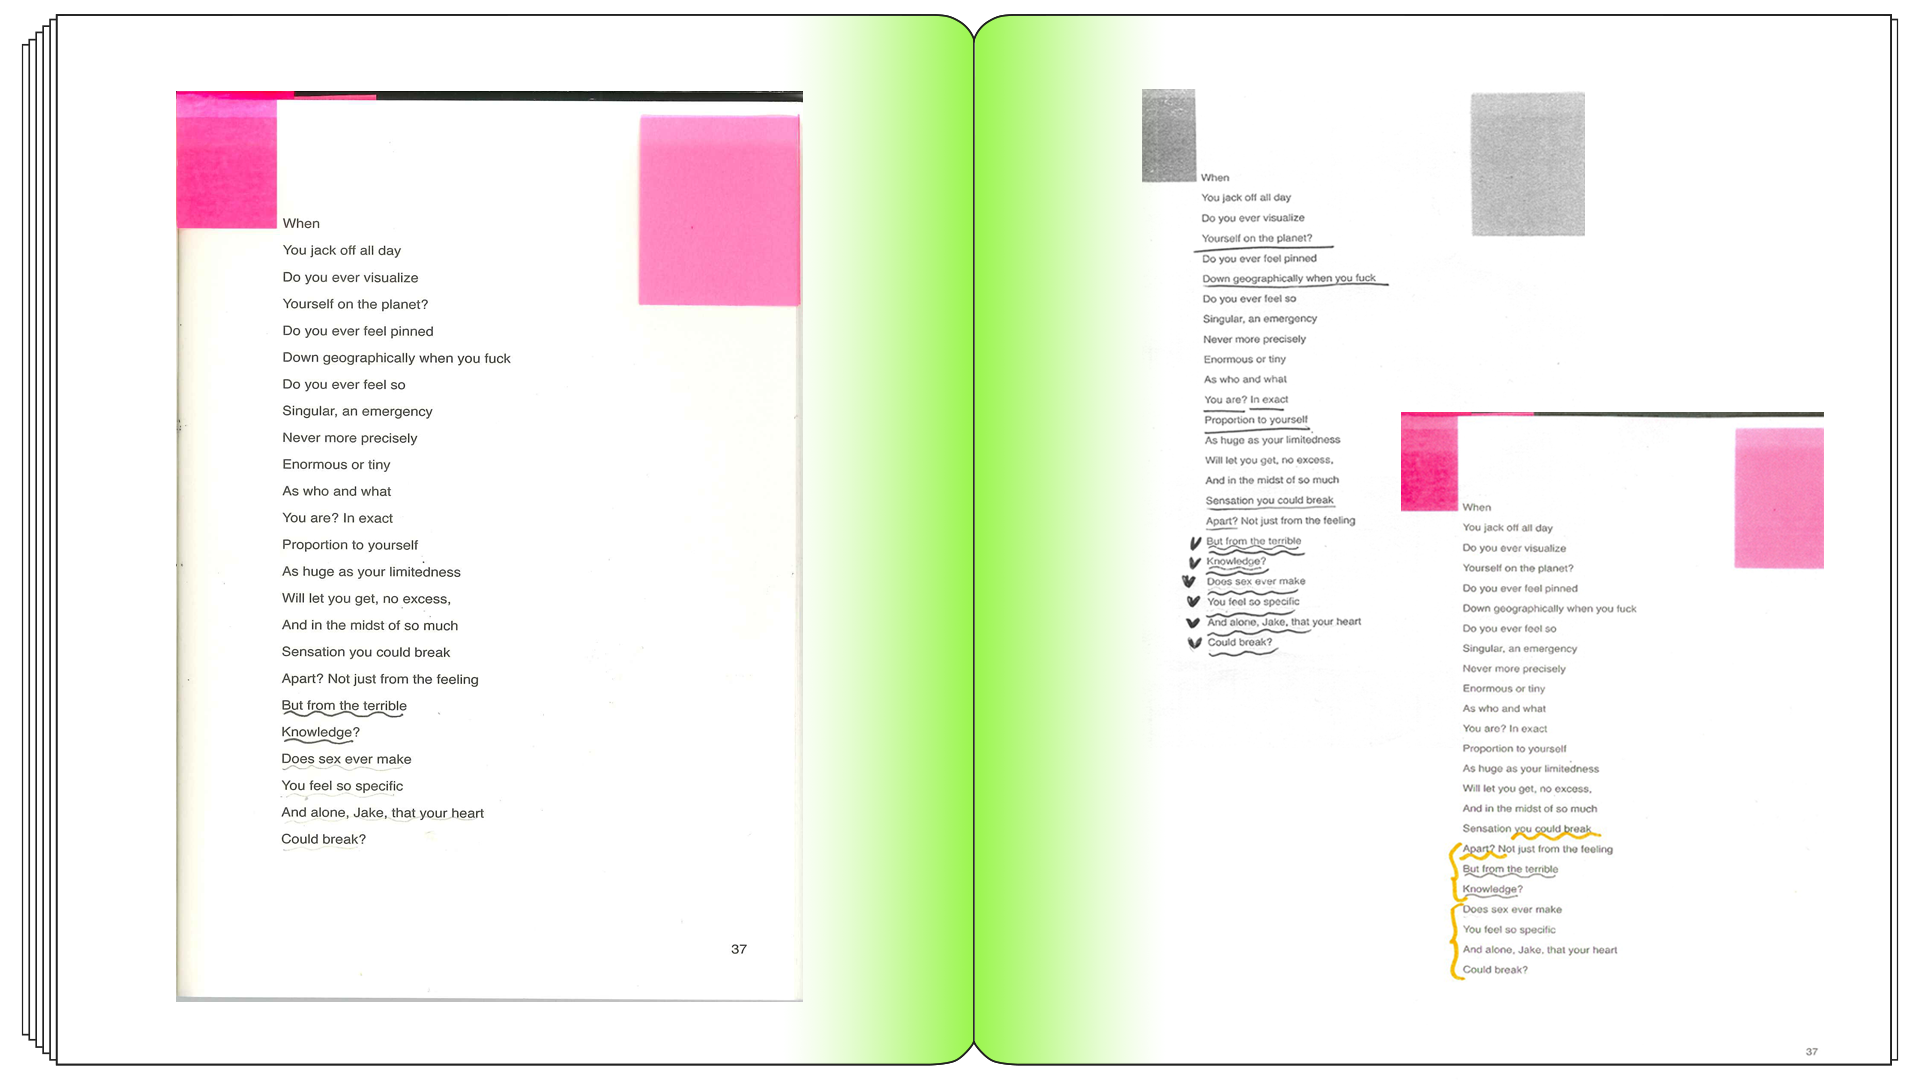 When
You jack off all day
Do you ever visualize
Yourself on the planet?
Do you ever feel pinned
Down geographically when you fuck
Do you ever feel so
Singular, an emergency
Never more precisely
Enormous or tiny
As who and what
You are? In exact
Proportion to yourself
As huge as your limitedness
Will let you get, no excess,
And in the midst of so much
Sensation you could break
Apart? Not just from the feeling
But from the terrible
Knowledge?
Does sex ever make
You feel so specific
And alone, Jake, that your heart
Could break?
37
When
You jack off all day
Do you ever visualize
Yourself on the planet?
Do you ever feel pinned
Down geographically when you fuck
Do you ever feel so
Singular, an emergency
Never more precisely
Enormous or tiny
As who and what
You are? In exact
Proportion to yourself
As huge as your limitedness
Will let you get, no excess,
And in the midst of so much
Sensation you could break
Apart? Not just from the feeling
But from the terrible
Knowledge?
Does sex ever make
You feel so specific
And alone, Jake, that your heart
Could break?
When
You jack off all day
Do you ever visualize
Yourself on the planet?
Do you ever feel pinned
Down geographically when you fuck
Do you ever feel so
Singular, an emergency
Never more precisely
Enormous or tiny
As who and what
You are? In exact
Proportion to yourself
As huge as your limitedness
Will let you get, no excess,
And in the midst of so much
Sensation you could break
Apart? Not just from the feeling
But from the terrible
Knowledge?
Does sex ever make
You feel so specific
And alone, Jake, that your heart
Could break?
37